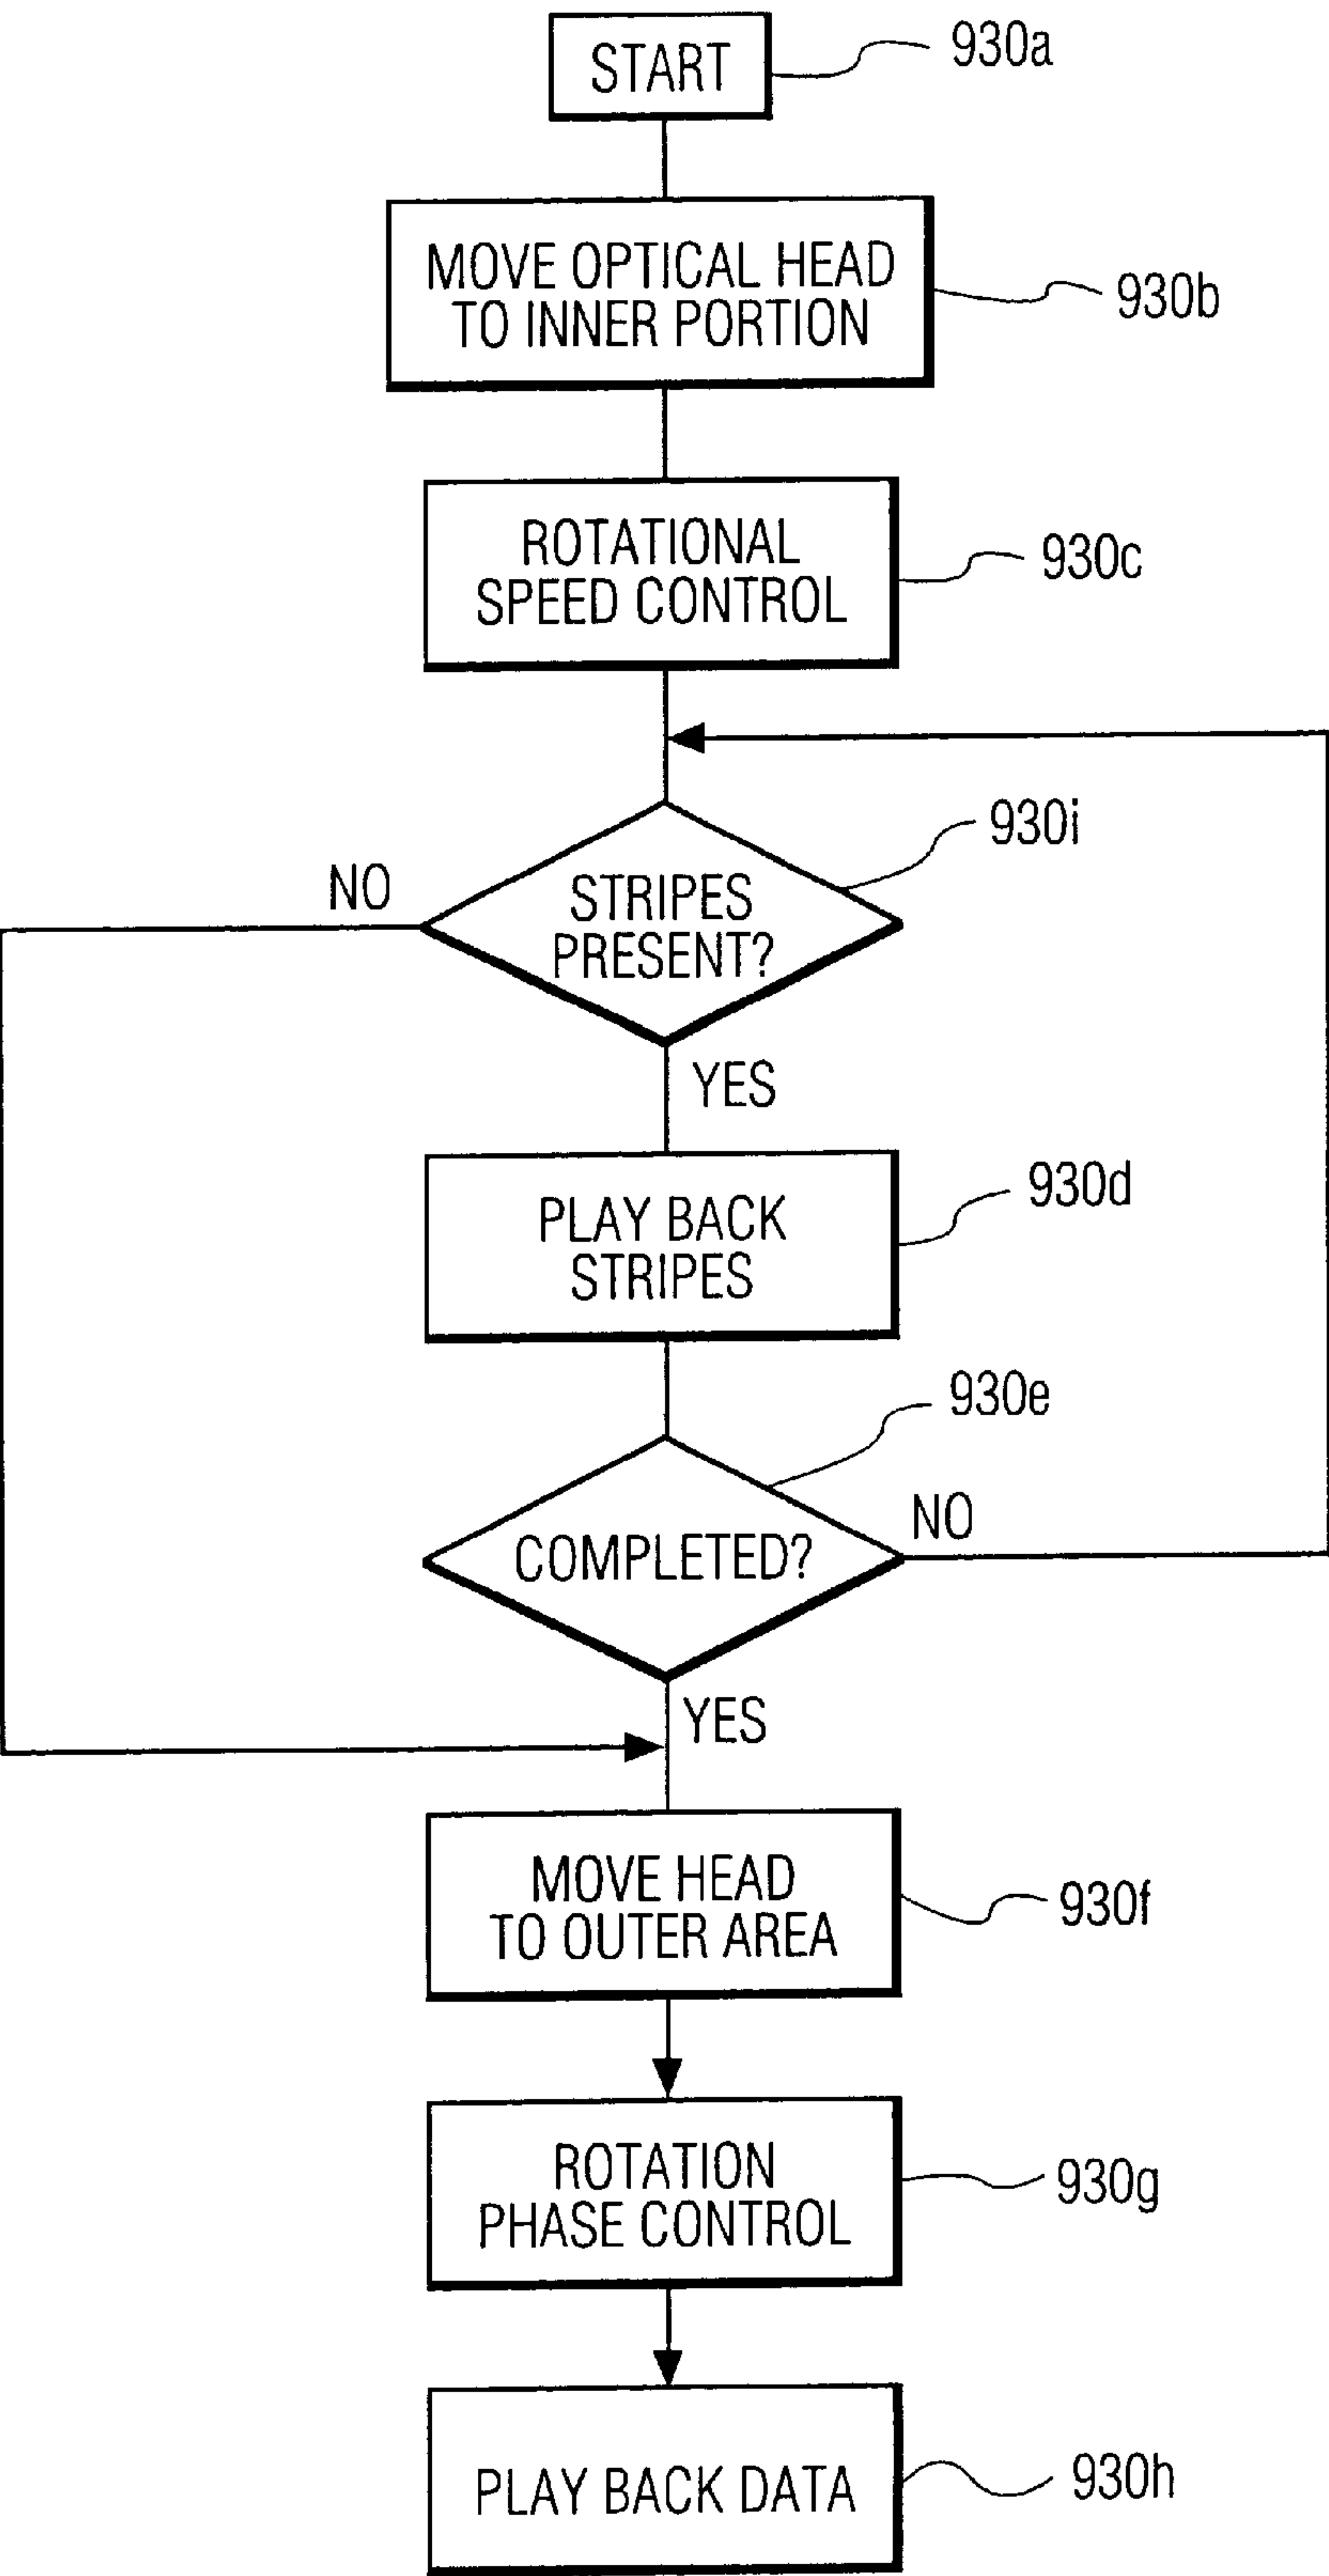 START
930a
MOVE OPTICAL HEAD
TO INNER PORTION
930b
ROTATIONAL
SPEED CONTROL
930c
930i
NO
STRIPES
PRESENT?
YES
PLAY BACK
STRIPES
930d
930e
NO
COMPLETED?
YES
MOVE HEAD
TO OUTER AREA
930f
ROTATION
PHASE CONTROL
930g
PLAY BACK DATA
930h